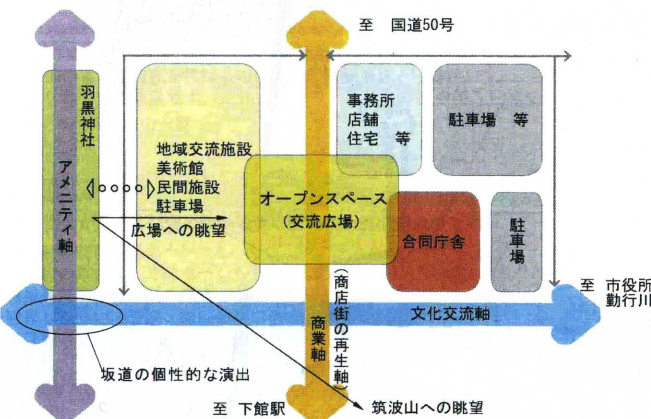 至 国道50号
羽黒神社
アメニティ軸
地域交流施設
美術館
民間施設
駐車場
広場への眺望
オープンスペース
(交流広場)
事務所
店舗
住宅 等
駐車場 等
合同庁舎
駐車場
至 市役所
勤行川
文化交流軸
商業軸
(商店街の再生軸)
坂道の個性的な演出
至 下館駅
筑波山への眺望